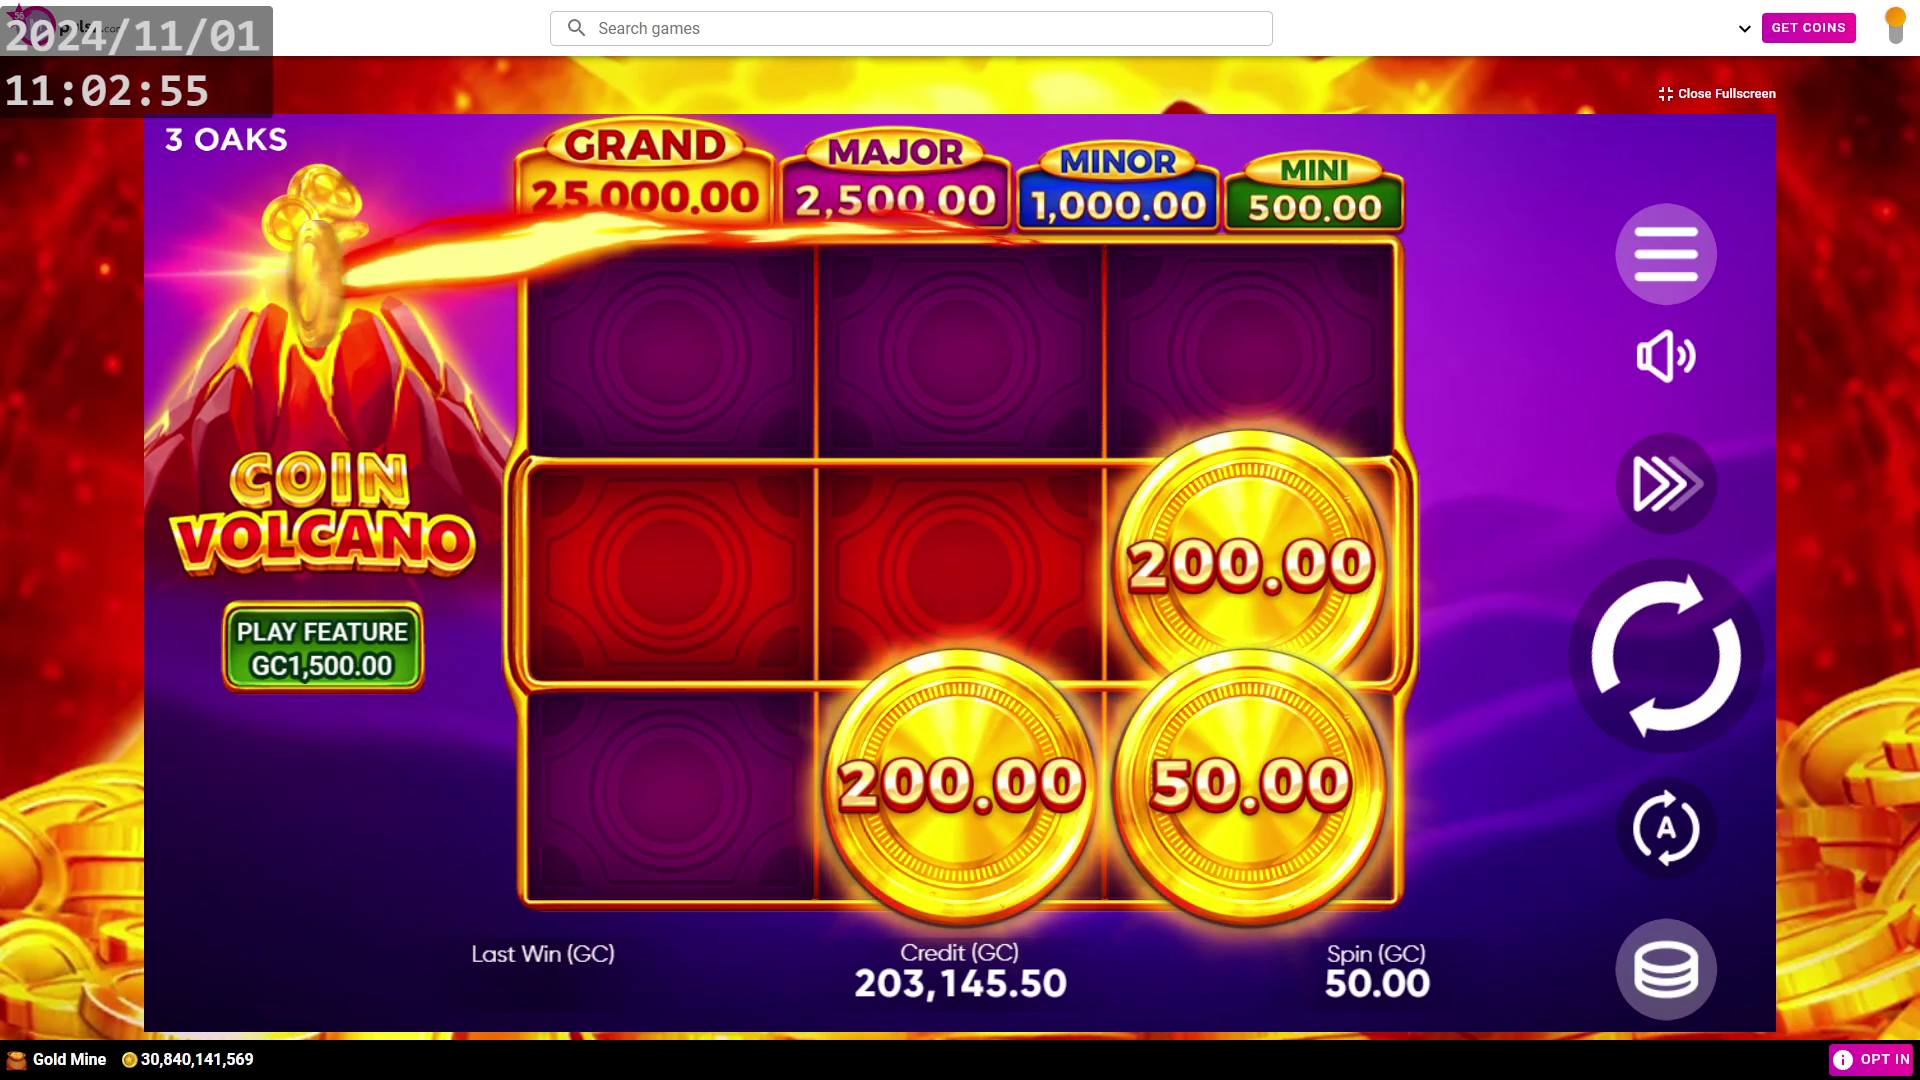 2024/11/01
11:02:55
Search games
GET COINS
Close Fullscreen
3 OAKS
GRAND
25,000.00
MAJOR
2,500.00
MINOR
1,000.00
MINI
500.00
COIN
VOLCANO
PLAY FEATURE
GC1,500.00
200.00
200.00
50.00
A
Last Win (GC)
Credit (GC)
203,145.50
Spin (GC)
50.00
Gold Mine
30,840,141,569
OPT IN